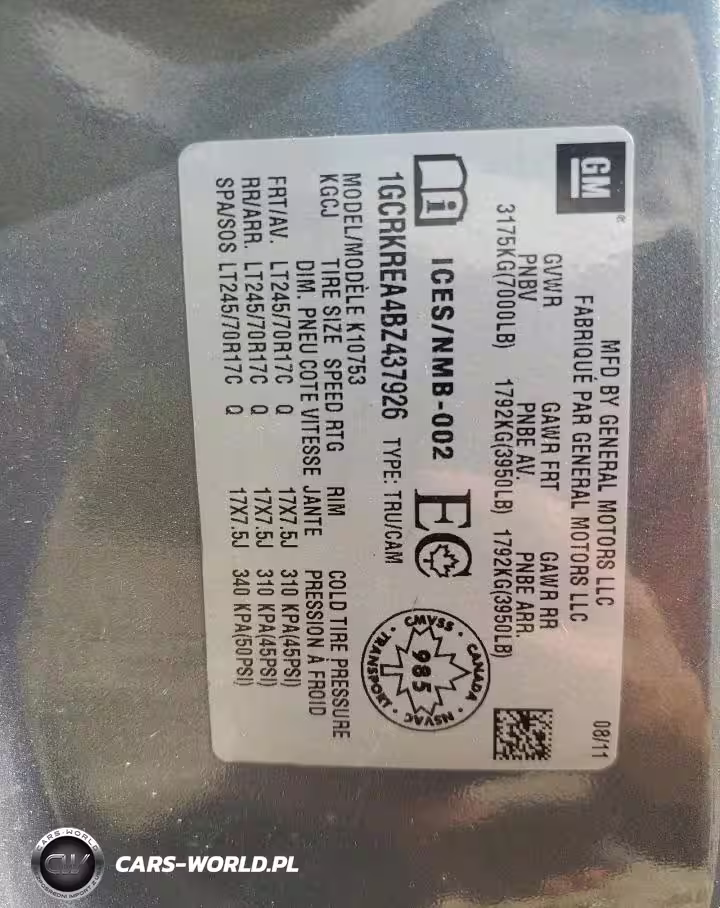 GM
MFD BY GENERAL MOTORS LLC 08/11
FABRIQUÉ PAR GENERAL MOTORS LLC
GVWR GAWR FRT GAWR RR
PNBV PNBE AV. PNBE ARR.
3175KG(7000LB) 1792KG(3950LB) 1792KG(3950LB)
ICES/NMB-002 EC
CANADA CMVSS 985 NSVAC TRANSPORT
1GCRKREA4BZ437926 TYPE: TRU/CAM
MODEL/MODÈLE K10753
KGCJ TIRE SIZE SPEED RTG RIM COLD TIRE PRESSURE
DIM. PNEU COTE VITESSE JANTE PRESSION À FROID
FRT/AV. LT245/70R17C Q 17X7.5J 310 KPA(45PSI)
RR/ARR. LT245/70R17C Q 17X7.5J 310 KPA(45PSI)
SPA/SOS LT245/70R17C Q 17X7.5J 340 KPA(50PSI)
CARS-WORLD
CW
CARS-WORLD.PL